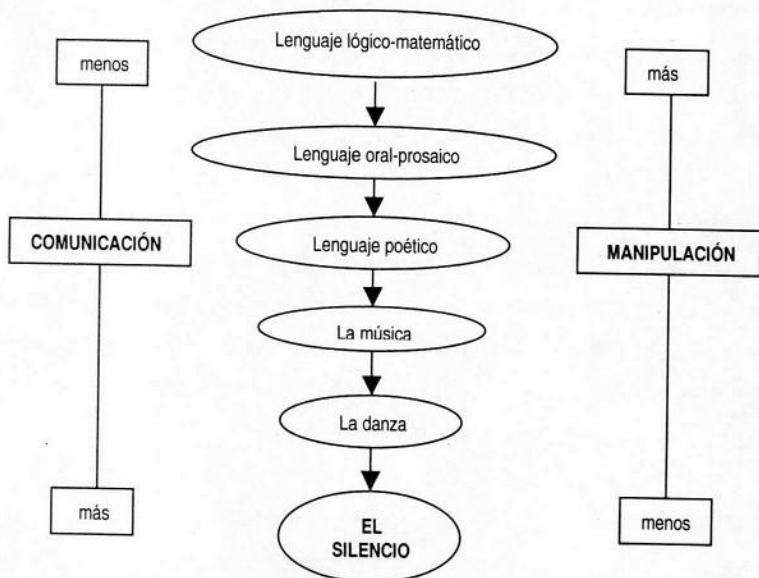 Lenguaje lógico-matemático
menos
más
Lenguaje oral-prosaico
COMUNICACIÓN
Lenguaje poético
MANIPULACIÓN
La música
La danza
más
menos
EL
SILENCIO